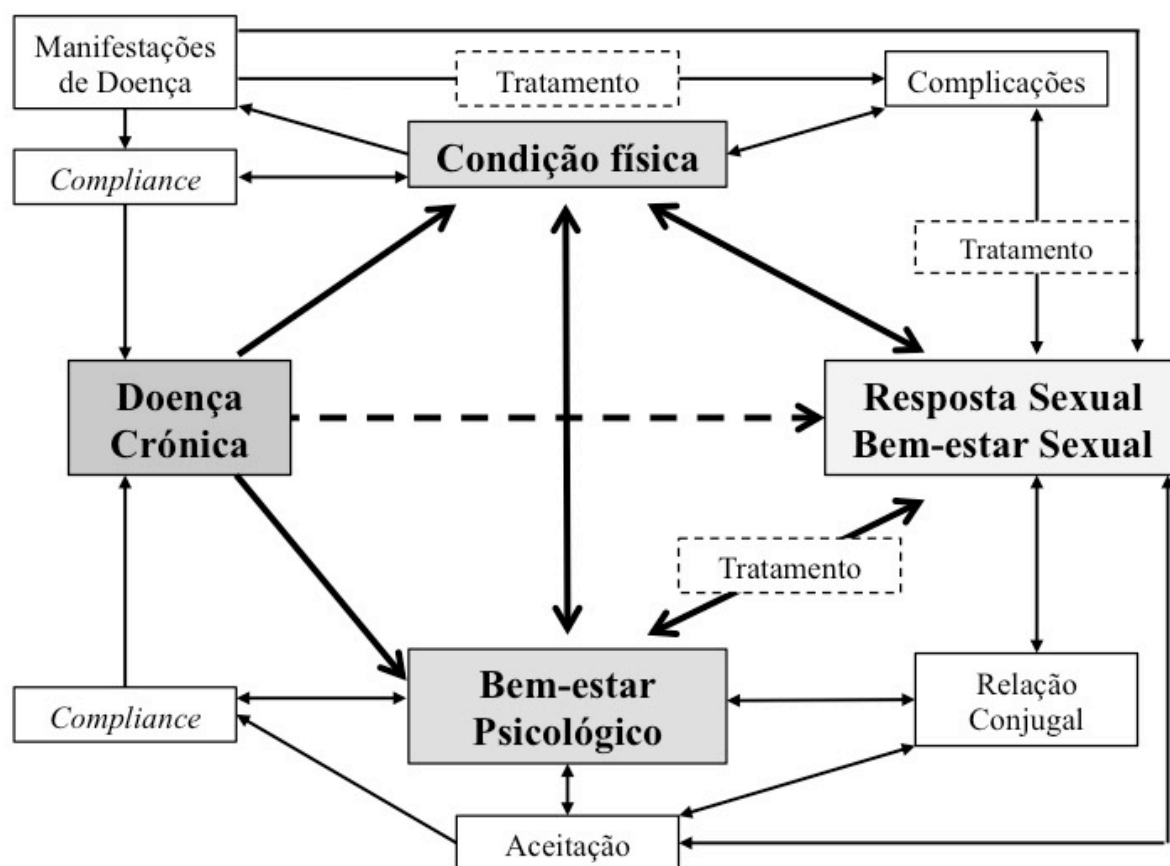 Manifestações
de Doença
Tratamento
Complicações
Condição física
Compliance
Tratamento
Doença
Crónica
Resposta Sexual
Bem-estar Sexual
Tratamento
Bem-estar
Psicológico
Relação
Conjugal
Compliance
Aceitação